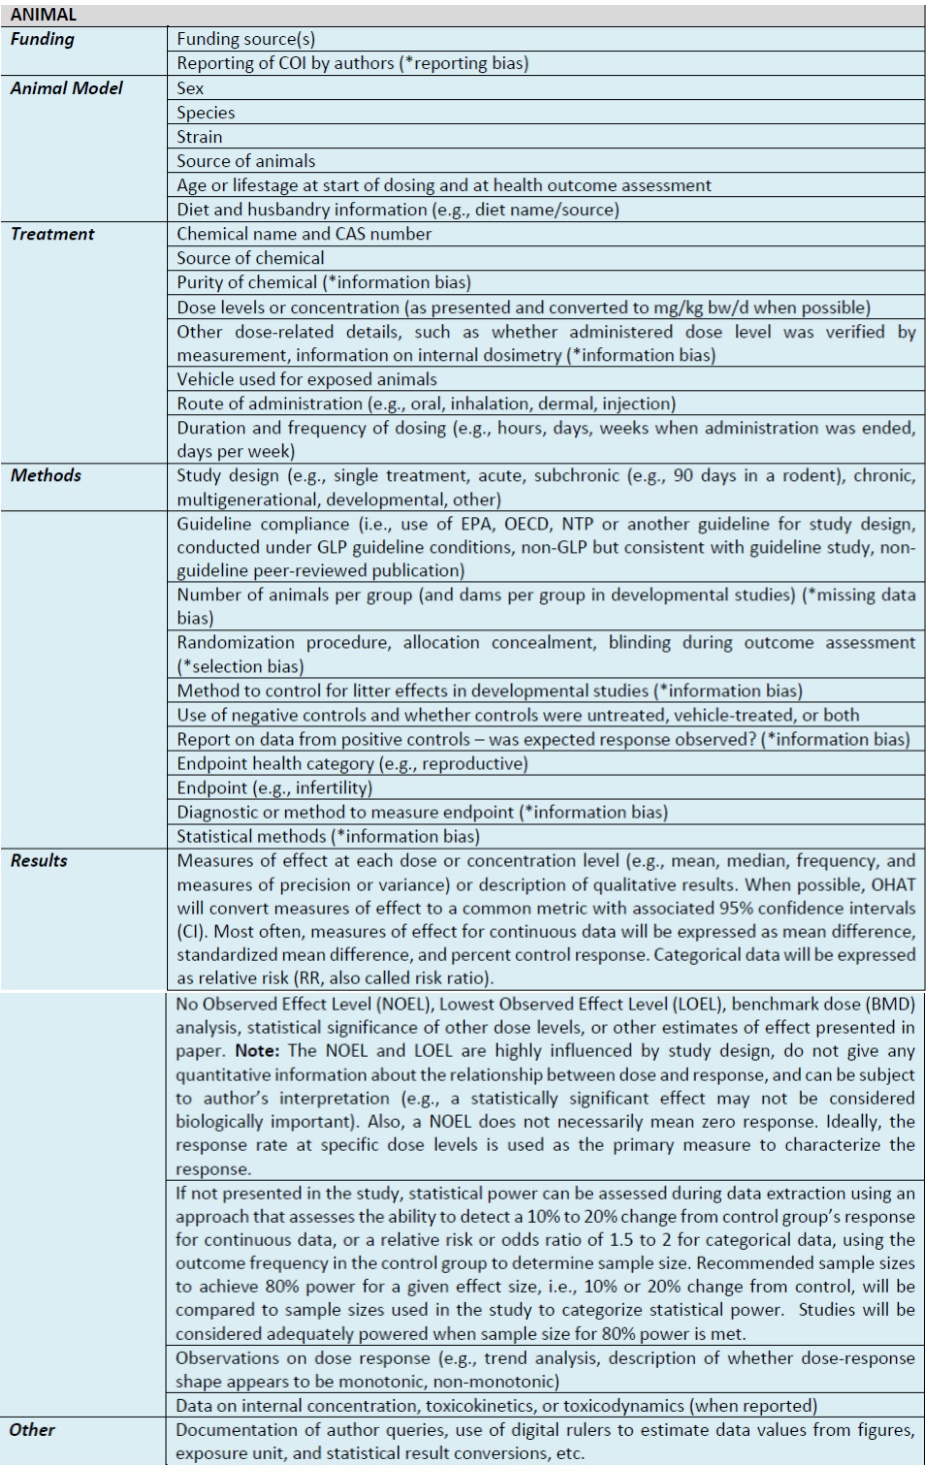 ANIMAL
Funding
Funding source(s)
Reporting of COI by authors (*reporting bias)
Animal Model
Sex
Species
Strain
Source of animals
Age or lifestage at start of dosing and at health outcome assessment
Diet and husbandry information (e.g., diet name/source)
Treatment
Chemical name and CAS number
Source of chemical
Purity of chemical (*information bias)
Dose levels or concentration (as presented and converted to mg/kg bw/d when possible)
Other dose-related details, such as whether administered dose level was verified by
measurement, information on internal dosimetry (*information bias)
Vehicle used for exposed animals
Route of administration (e.g., oral, inhalation, dermal, injection)
Duration and frequency of dosing (e.g., hours, days, weeks when administration was ended,
days per week)
Methods
Study design (e.g., single treatment, acute, subchronic (e.g., 90 days in a rodent), chronic,
multigenerational, developmental, other)
Guideline compliance (i.e., use of EPA, OECD, NTP or another guideline for study design,
conducted under GLP guideline conditions, non-GLP but consistent with guideline study, non-
guideline peer-reviewed publication)
Number of animals per group (and dams per group in developmental studies) (*missing data
bias)
Randomization procedure, allocation concealment, blinding during outcome assessment
(*selection bias)
Method to control for litter effects in developmental studies (*information bias)
Use of negative controls and whether controls were untreated, vehicle-treated, or both
Report on data from positive controls – was expected response observed? (*information bias)
Endpoint health category (e.g., reproductive)
Endpoint (e.g., infertility)
Diagnostic or method to measure endpoint (*information bias)
Statistical methods (*information bias)
Results
Measures of effect at each dose or concentration level (e.g., mean, median, frequency, and
measures of precision or variance) or description of qualitative results. When possible, OHAT
will convert measures of effect to a common metric with associated 95% confidence intervals
(CI). Most often, measures of effect for continuous data will be expressed as mean difference,
standardized mean difference, and percent control response. Categorical data will be expressed
as relative risk (RR, also called risk ratio).
No Observed Effect Level (NOEL), Lowest Observed Effect Level (LOEL), benchmark dose (BMD)
analysis, statistical significance of other dose levels, or other estimates of effect presented in
paper. Note: The NOEL and LOEL are highly influenced by study design, do not give any
quantitative information about the relationship between dose and response, and can be subject
to author's interpretation (e.g., a statistically significant effect may not be considered
biologically important). Also, a NOEL does not necessarily mean zero response. Ideally, the
response rate at specific dose levels is used as the primary measure to characterize the
response.
If not presented in the study, statistical power can be assessed during data extraction using an
approach that assesses the ability to detect a 10% to 20% change from control group's response
for continuous data, or a relative risk or odds ratio of 1.5 to 2 for categorical data, using the
outcome frequency in the control group to determine sample size. Recommended sample sizes
to achieve 80% power for a given effect size, i.e., 10% or 20% change from control, will be
compared to sample sizes used in the study to categorize statistical power. Studies will be
considered adequately powered when sample size for 80% power is met.
Observations on dose response (e.g., trend analysis, description of whether dose-response
shape appears to be monotonic, non-monotonic)
Data on internal concentration, toxicokinetics, or toxicodynamics (when reported)
Other
Documentation of author queries, use of digital rulers to estimate data values from figures,
exposure unit, and statistical result conversions, etc.